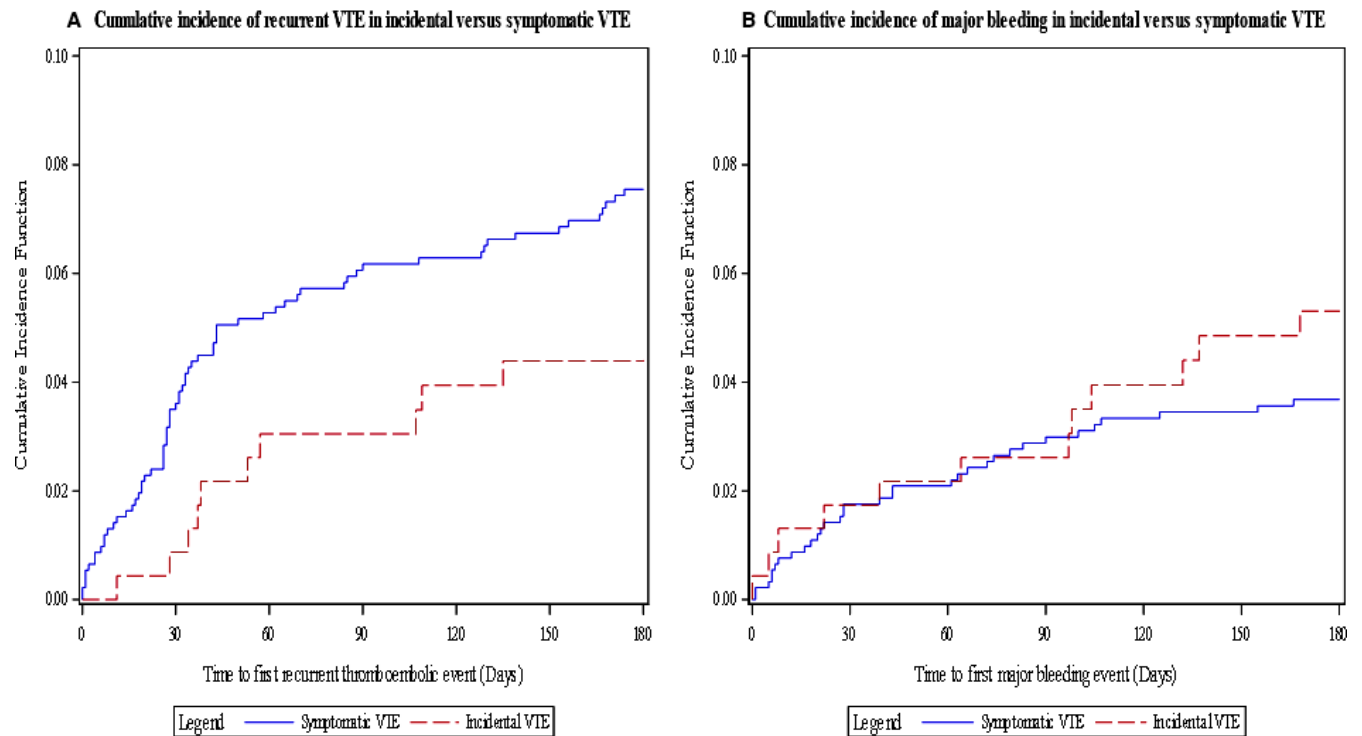 A Cumulative incidence of recurrent VTE in incidental versus symptomatic VTE
Cumulative Incidence Function
0.10
0.08
0.06
0.04
0.02
0.00
0 30 60 90 120 150 180
Time to first recurrent thromboembolic event (Days)
Legend Symptomatic VTE Incidental VTE
B Cumulative incidence of major bleeding in incidental versus symptomatic VTE
Cumulative Incidence Function
0.10
0.08
0.06
0.04
0.02
0.00
0 30 60 90 120 150 180
Time to first major bleeding event (Days)
Legend Symptomatic VTE Incidental VTE